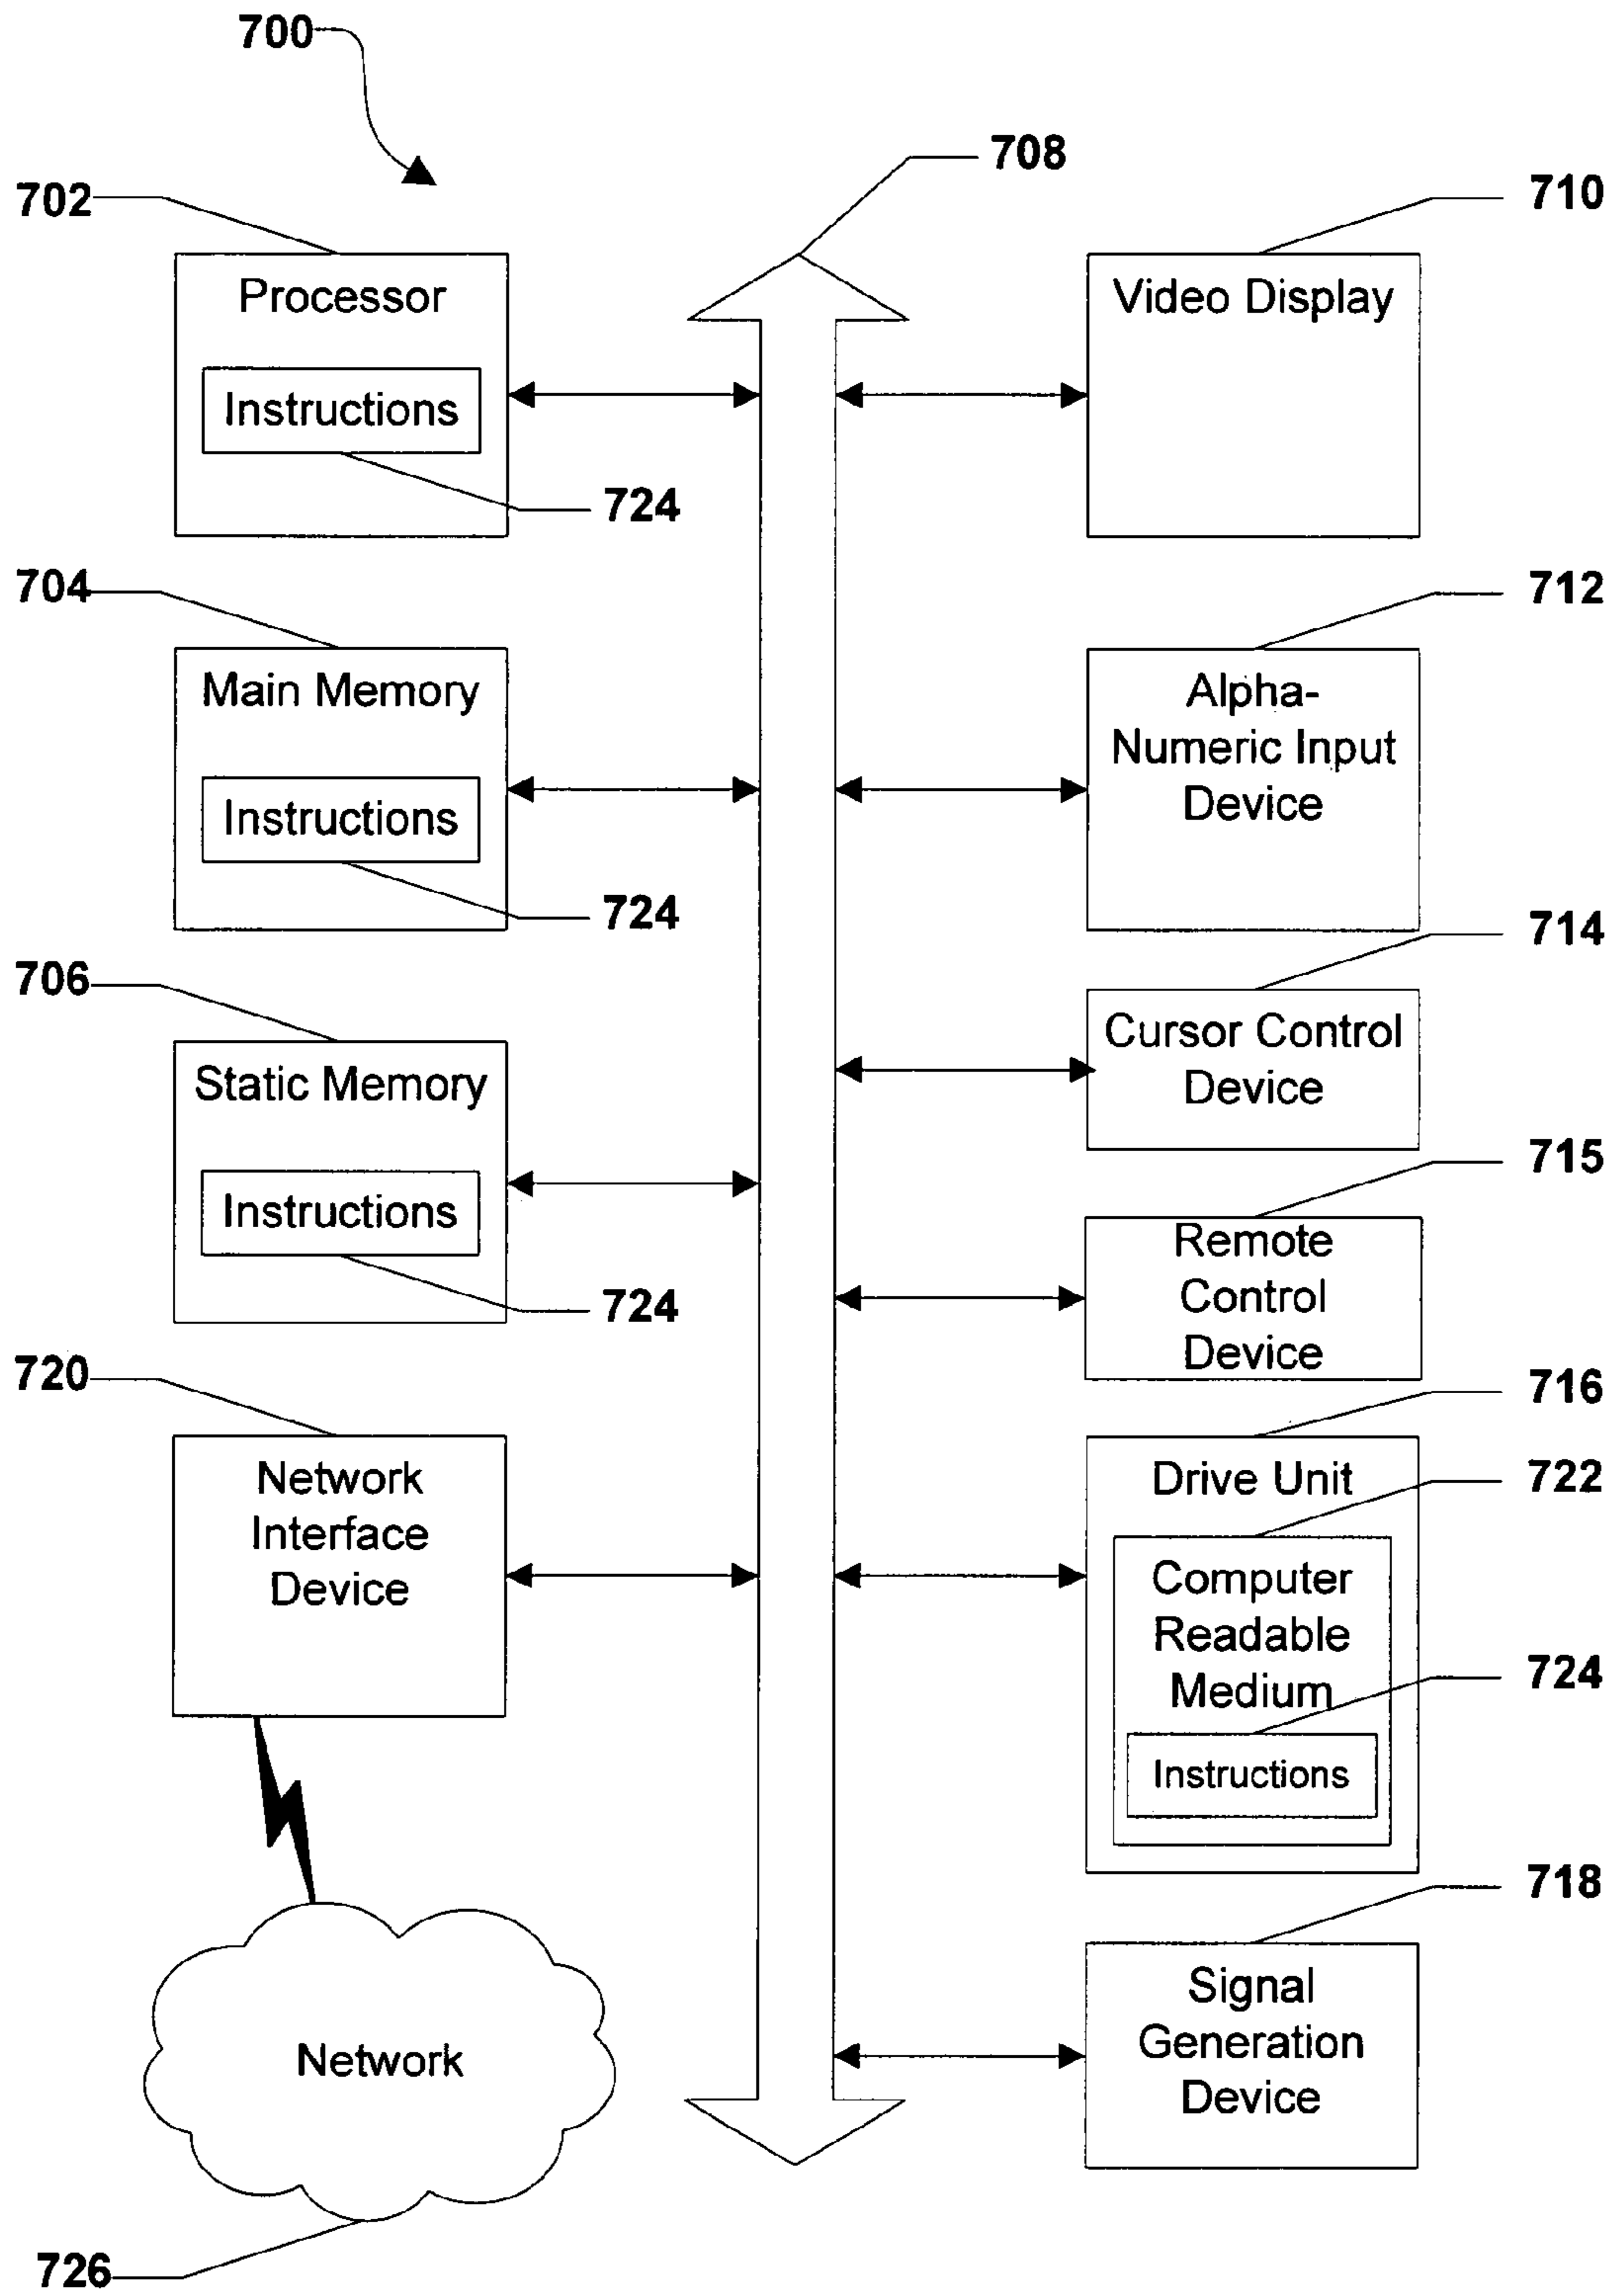 700
708
702
710
Processor
Instructions
724
Video Display
704
712
Main Memory
Instructions
724
Alpha-
Numeric Input
Device
706
714
Static Memory
Instructions
724
Cursor Control
Device
715
Remote
Control
Device
720
716
Network
Interface
Device
Drive Unit
722
Computer
Readable
Medium
724
Instructions
718
Signal
Generation
Device
Network
726